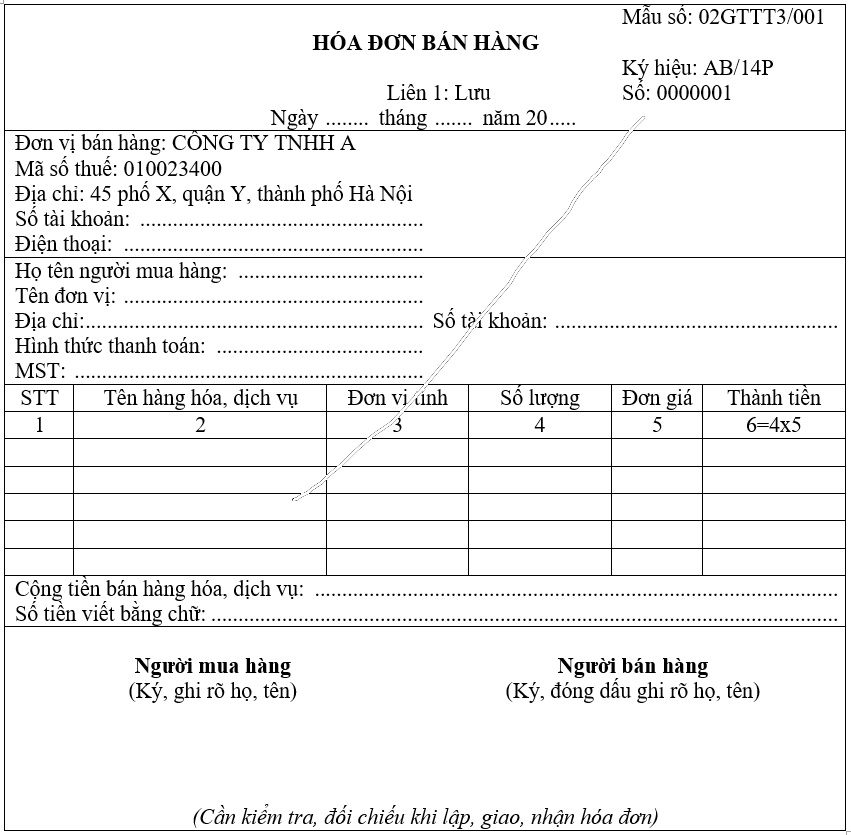 Mẫu số: 02GTTT3/001
HÓA ĐƠN BÁN HÀNG
Ký hiệu: AB/14P
Liên 1: Lưu
Số: 0000001
Ngày ........ tháng ....... năm 20.....
Đơn vị bán hàng: CÔNG TY TNHH A
Mã số thuế: 010023400
Địa chỉ: 45 phố X, quận Y, thành phố Hà Nội
Số tài khoản: ....................................................
Điện thoại: .......................................................
Họ tên người mua hàng: ..................................
Tên đơn vị: .......................................................
Địa chỉ:.............................................................. Số tài khoản: ....................................................
Hình thức thanh toán: ......................................
MST: ................................................................
STT Tên hàng hóa, dịch vụ Đơn vị tính Số lượng Đơn giá Thành tiền
1 2 3 4 5 6=4x5
Cộng tiền bán hàng hóa, dịch vụ: ................................................................................................
Số tiền viết bằng chữ: ...................................................................................................................
Người mua hàng Người bán hàng
(Ký, ghi rõ họ, tên) (Ký, đóng dấu ghi rõ họ, tên)
(Cần kiểm tra, đối chiếu khi lập, giao, nhận hóa đơn)